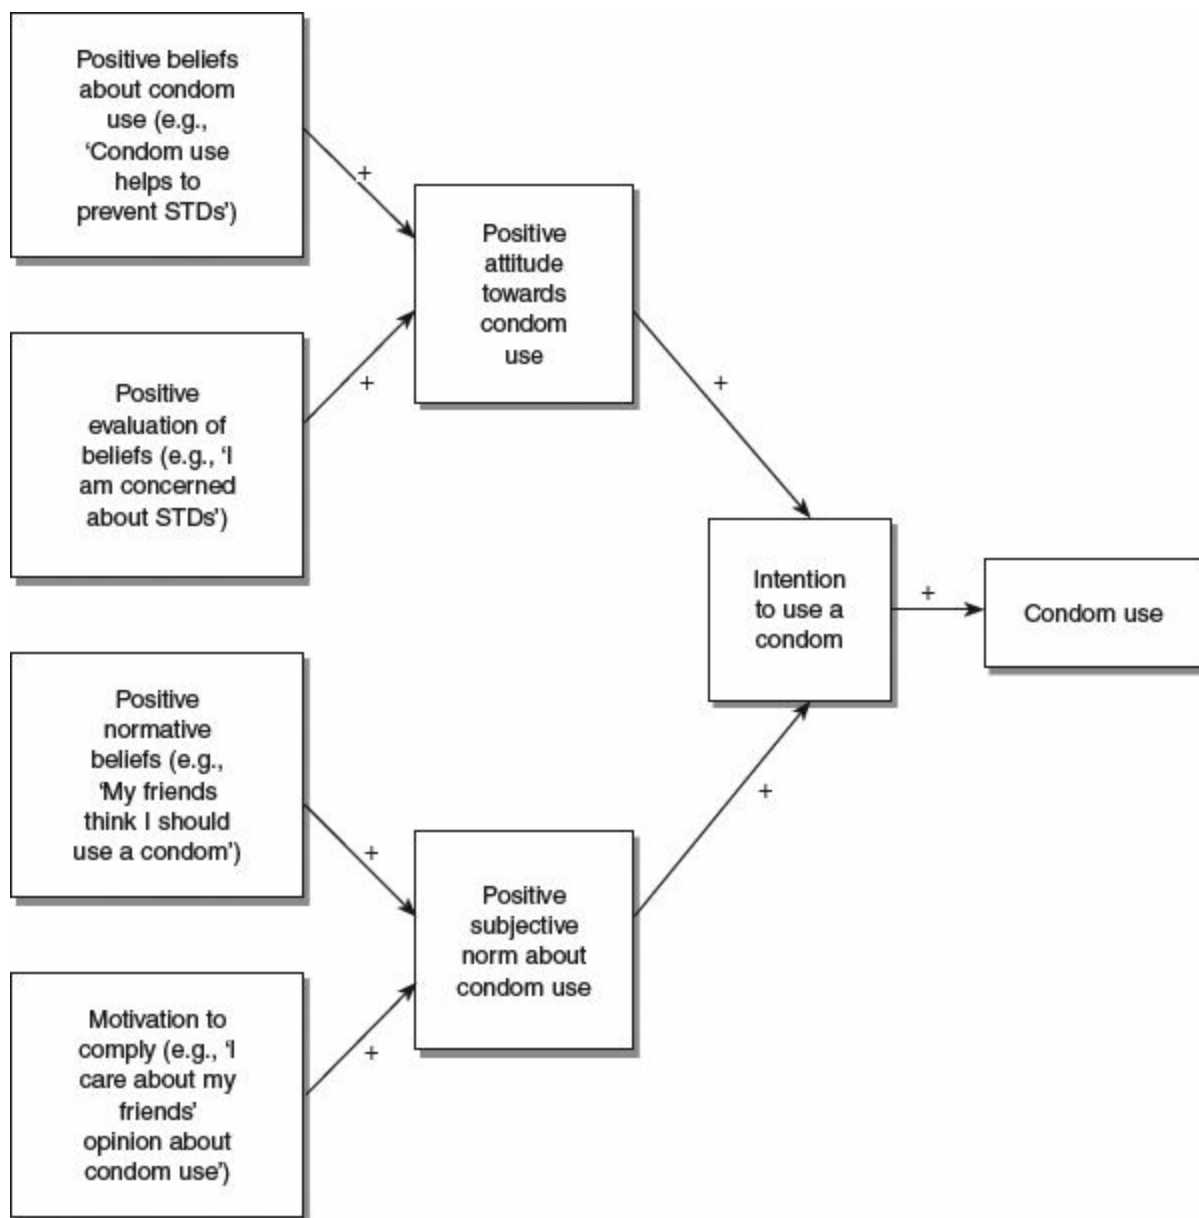 Positive beliefs
about condom
use (e.g.,
‘Condom use
helps to
prevent STDs’)
+
Positive
attitude
towards
condom
use
Positive
evaluation of
beliefs (e.g., ‘I
am concerned
about STDs’)
+
+
Intention
to use a
condom
+
Condom use
Positive
normative
beliefs (e.g.,
‘My friends
think I should
use a condom’)
+
Positive
subjective
norm about
condom use
+
Motivation to
comply (e.g., ‘I
care about my
friends’
opinion about
condom use’)
+